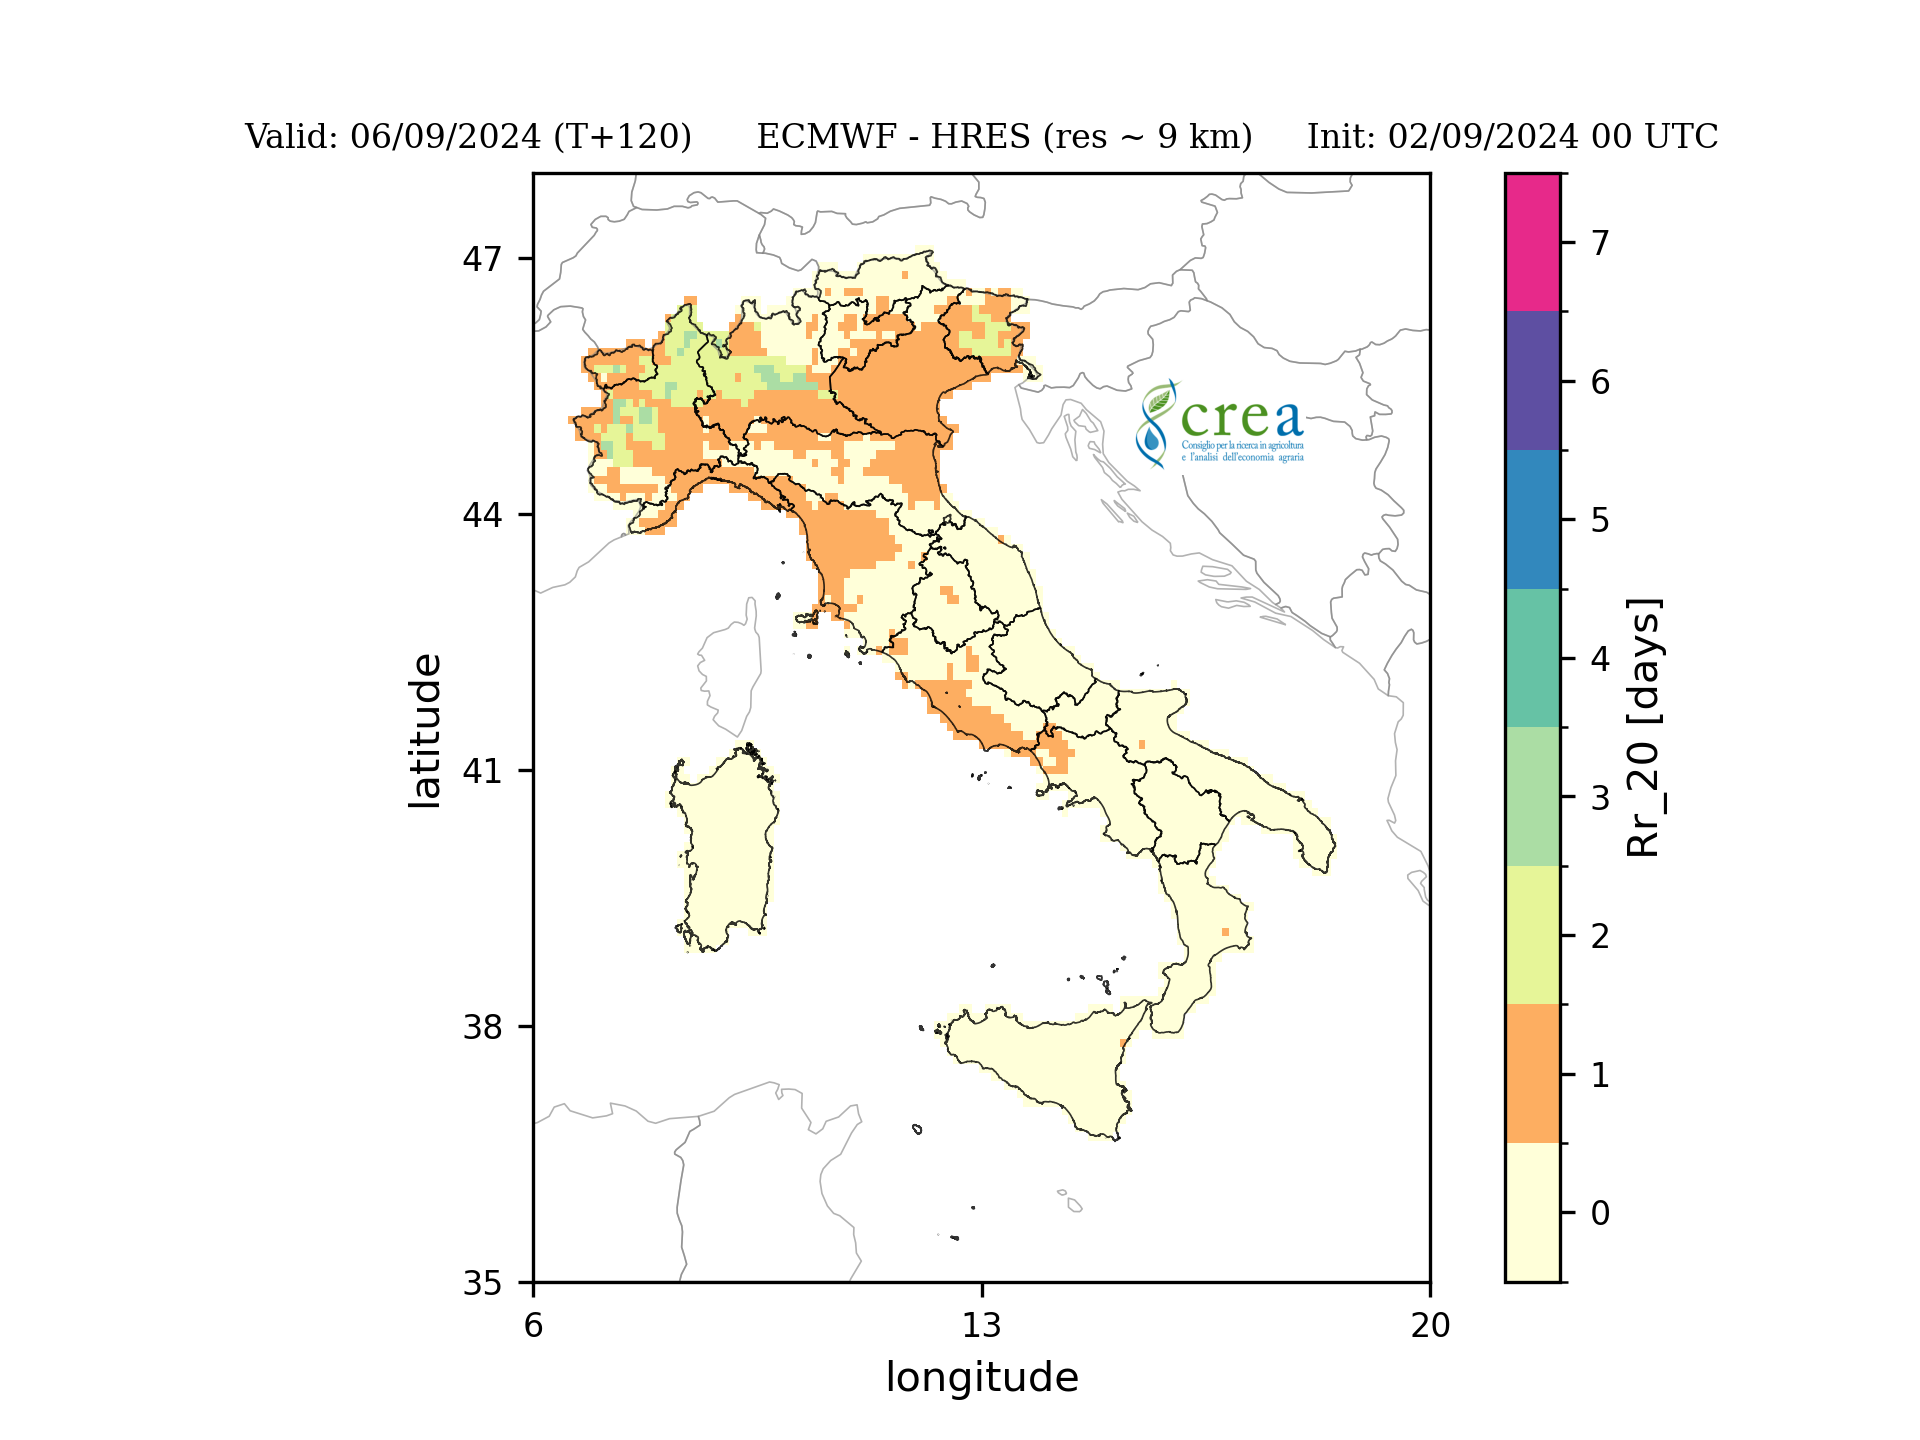 Valid: 06/09/2024 (T+120) ECMWF - HRES (res ~ 9 km) Init: 02/09/2024 00 UTC
47
44
41
38
35
latitude
6 13 20
longitude
crea
Consiglio per la ricerca in agricoltura
e l'analisi dell'economia agraria
7
6
5
4
3
2
1
0
Rr_20 [days]